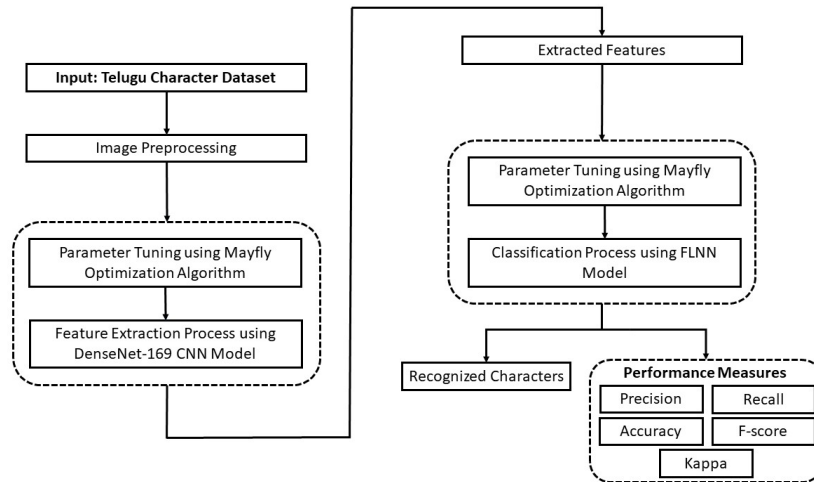 Input: Telugu Character Dataset
Image Preprocessing
Parameter Tuning using Mayfly
Optimization Algorithm
Feature Extraction Process using
DenseNet-169 CNN Model
Extracted Features
Parameter Tuning using Mayfly
Optimization Algorithm
Classification Process using FLNN
Model
Recognized Characters
Performance Measures
Precision
Recall
Accuracy
F-score
Kappa